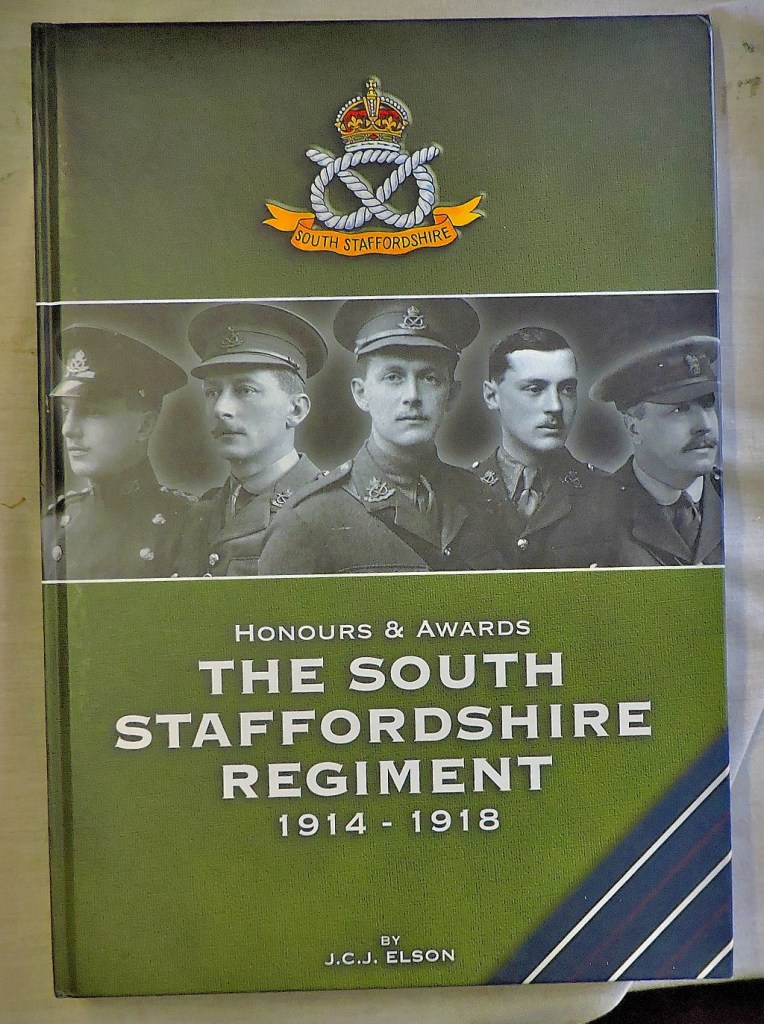 SOUTH STAFFORDSHIRE
HONOURS & AWARDS
THE SOUTH
STAFFORDSHIRE
REGIMENT
1914 - 1918
BY
J.C.J. ELSON